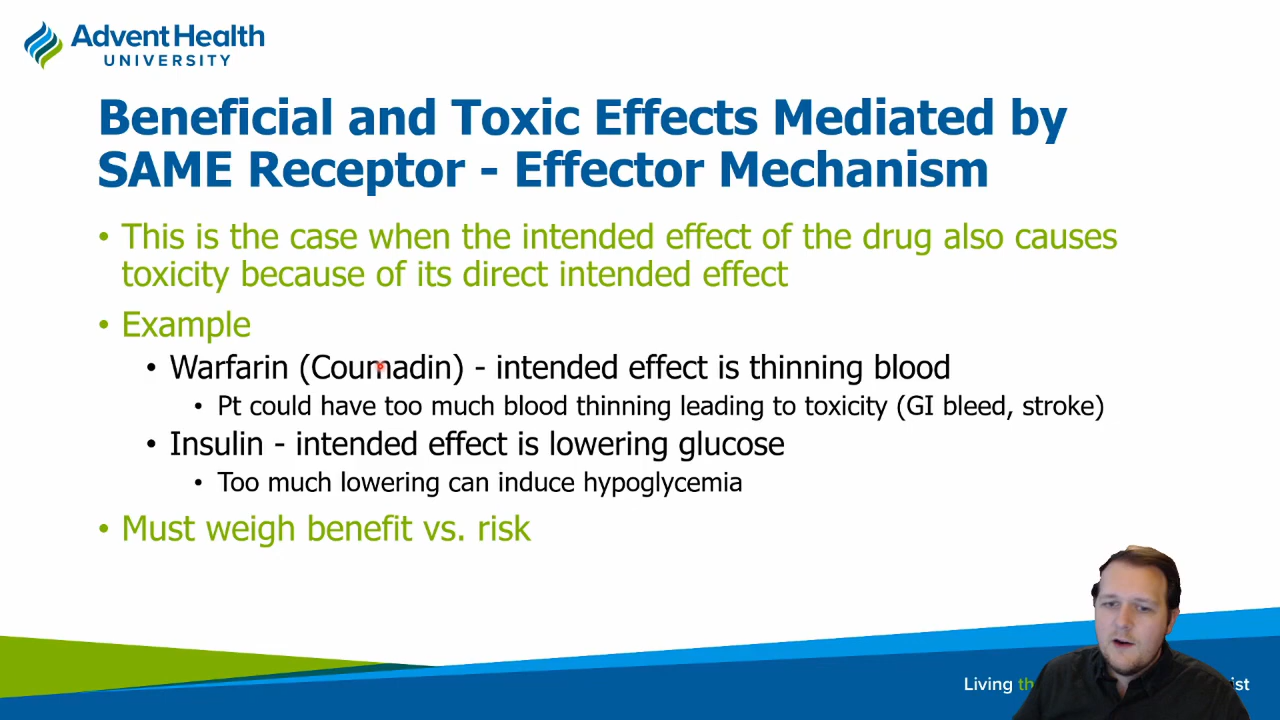 AdventHealth
UNIVERSITY
Beneficial and Toxic Effects Mediated by
SAME Receptor - Effector Mechanism
• This is the case when the intended effect of the drug also causes
toxicity because of its direct intended effect
• Example
• Warfarin (Coumadin) - intended effect is thinning blood
• Pt could have too much blood thinning leading to toxicity (GI bleed, stroke)
• Insulin - intended effect is lowering glucose
• Too much lowering can induce hypoglycemia
• Must weigh benefit vs. risk
Living